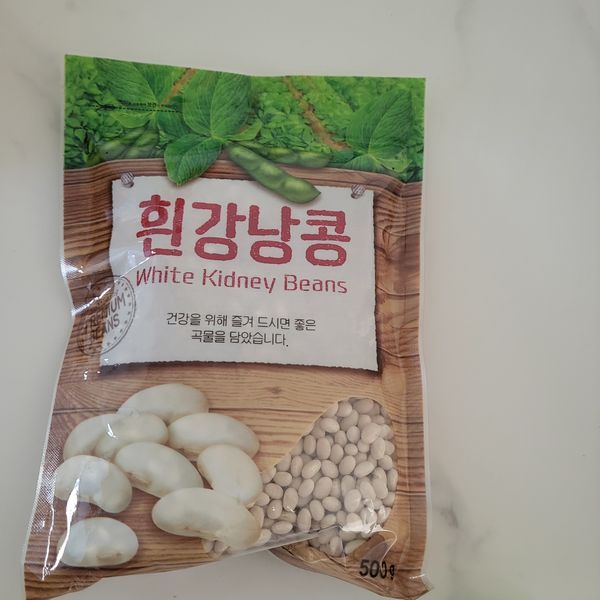 흰강낭콩
White Kidney Beans
건강을 위해 즐겨 드시면 좋은
곡물을 담았습니다.
500g